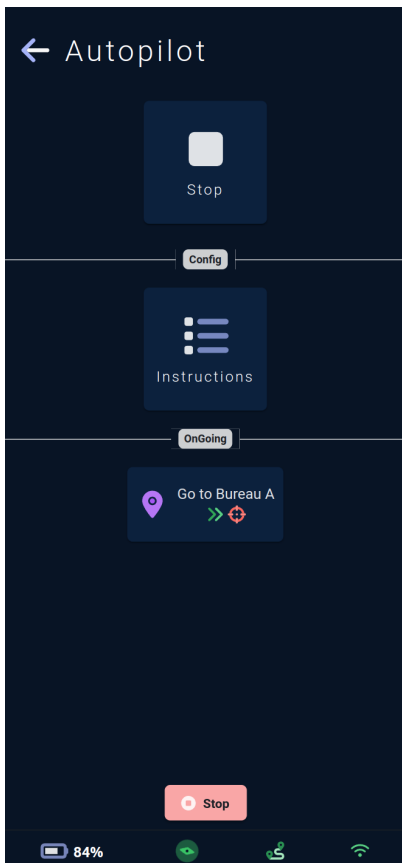 Autopilot
Stop
Config
Instructions
OnGoing
Go to Bureau A
Stop
84%